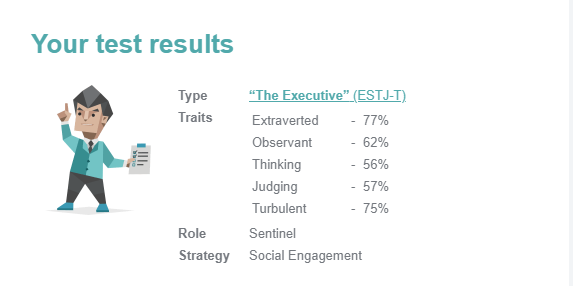 Your test results
Type “The Executive” (ESTJ-T)
Traits
Extraverted - 77%
Observant - 62%
Thinking - 56%
Judging - 57%
Turbulent - 75%
Role Sentinel
Strategy Social Engagement